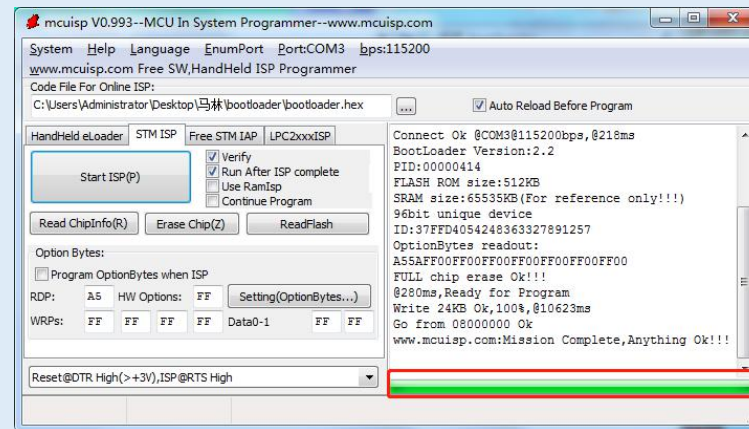 mcuisp V0.993--MCU In System Programmer--www.mcuisp.com
System Help Language EnumPort Port:COM3 bps:115200
www.mcuisp.com Free SW,HandHeld ISP Programmer
Code File For Online ISP:
C:\Users\Administrator\Desktop\马林\bootloader\bootloader.hex ... Auto Reload Before Program
HandHeld eLoader STM ISP Free STM IAP LPC2xxxISP
Start ISP(P)
Verify
Run After ISP complete
Use RamIsp
Continue Program
Read ChipInfo(R) Erase Chip(Z) ReadFlash
Option Bytes:
Program OptionBytes when ISP
RDP: A5 HW Options: FF Setting(OptionBytes...)
WRPs: FF FF FF FF Data0-1 FF FF
Reset@DTR High(>+3V),ISP@RTS High
Connect Ok @COM3@115200bps,@218ms
BootLoader Version:2.2
PID:00000414
FLASH ROM size:512KB
SRAM size:65535KB(For reference only!!!)
96bit unique device
ID:37FFD4054248363327891257
OptionBytes readout:
A55AFF00FF00FF00FF00FF00FF00FF00
FULL chip erase Ok!!!
@280ms,Ready for Program
Write 24KB Ok,100%,@10623ms
Go from 08000000 Ok
www.mcuisp.com:Mission Complete,Anything Ok!!!